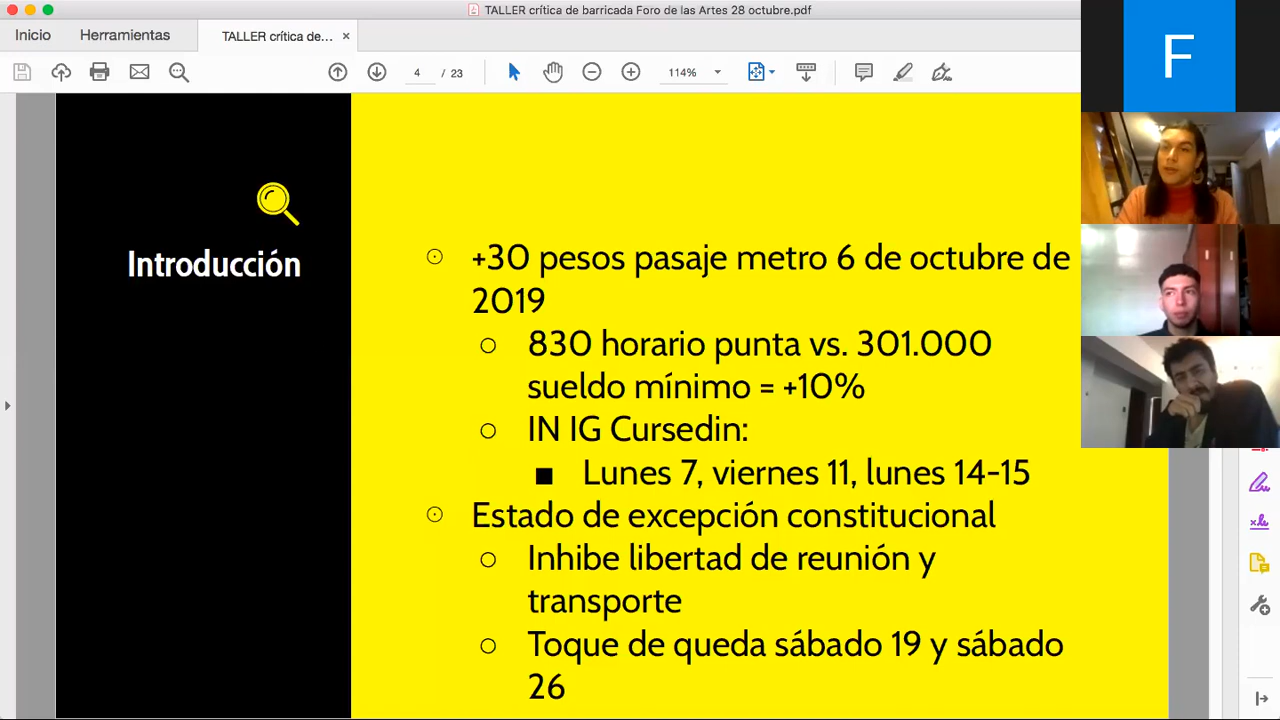 TALLER crítica de barricada Foro de las Artes 28 octubre.pdf
Inicio
Herramientas
TALLER crítica de...
4 / 23
114%
F
Introducción
+30 pesos pasaje metro 6 de octubre de
2019
830 horario punta vs. 301.000
sueldo mínimo = +10%
IN IG Cursedin:
Lunes 7, viernes 11, lunes 14-15
Estado de excepción constitucional
Inhibe libertad de reunión y
transporte
Toque de queda sábado 19 y sábado
26